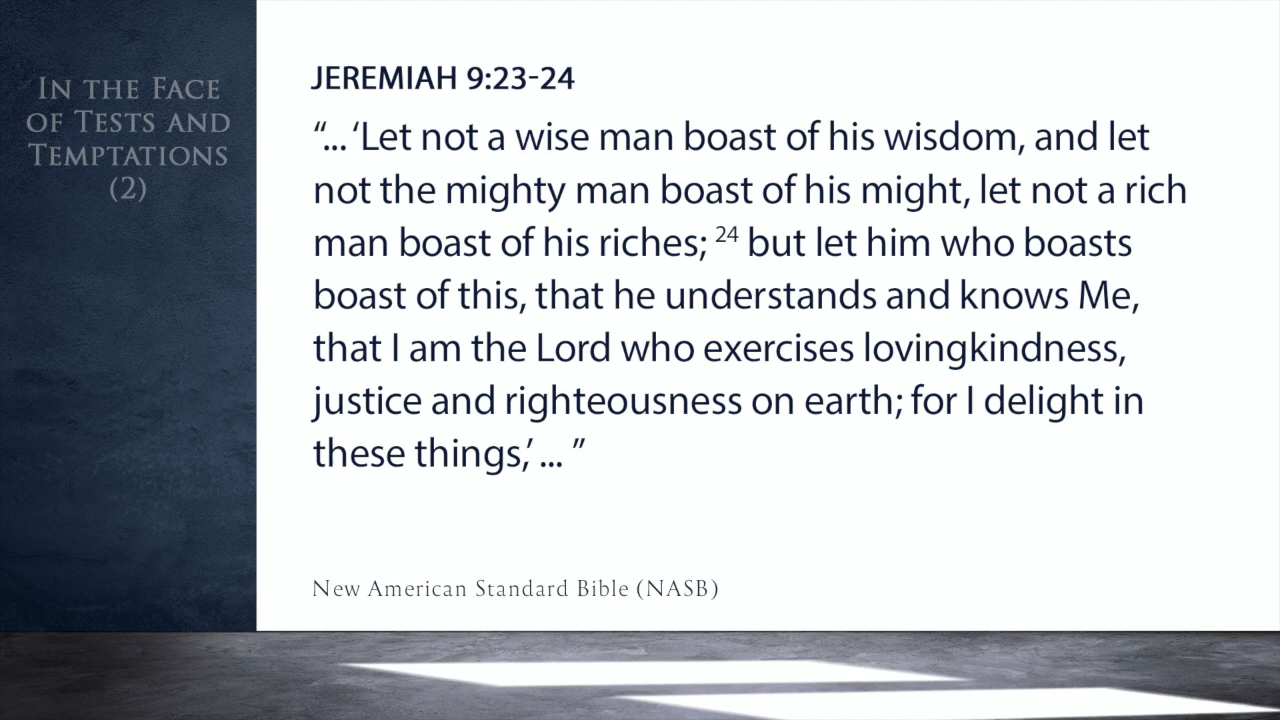 In the Face
of Tests and
Temptations
(2)
JEREMIAH 9:23-24
“... ‘Let not a wise man boast of his wisdom, and let
not the mighty man boast of his might, let not a rich
man boast of his riches; 24 but let him who boasts
boast of this, that he understands and knows Me,
that I am the Lord who exercises lovingkindness,
justice and righteousness on earth; for I delight in
these things,’ ... ”
New American Standard Bible (NASB)